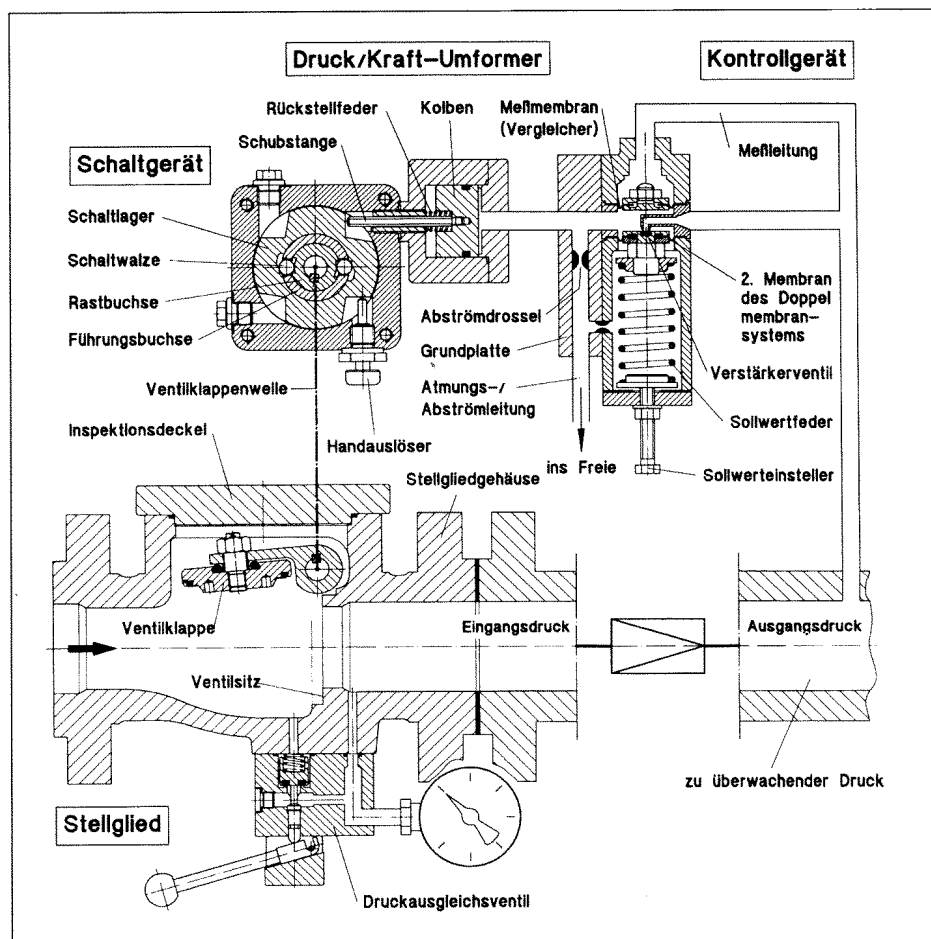 Druck/Kraft-Umformer
Kontrollgerät
Rückstellfeder
Kolben
Meßmembran
(Vergleicher)
Schubstange
Meßleitung
Schaltgerät
Schaltlager
Schaltwalze
Rastbuchse
Führungsbuchse
2. Membran
des Doppel
membran-
systems
Abströmdrossel
Grundplatte
Atmungs-/
Abströmleitung
Verstärkerventil
Ventilklappenwelle
Sollwertfeder
Inspektionsdeckel
Handauslöser
ins Freie
Sollwerteinsteller
Stellgliedgehäuse
Ventilklappe
Eingangsdruck
Ausgangsdruck
Ventilsitz
zu überwachender Druck
Stellglied
Druckausgleichsventil